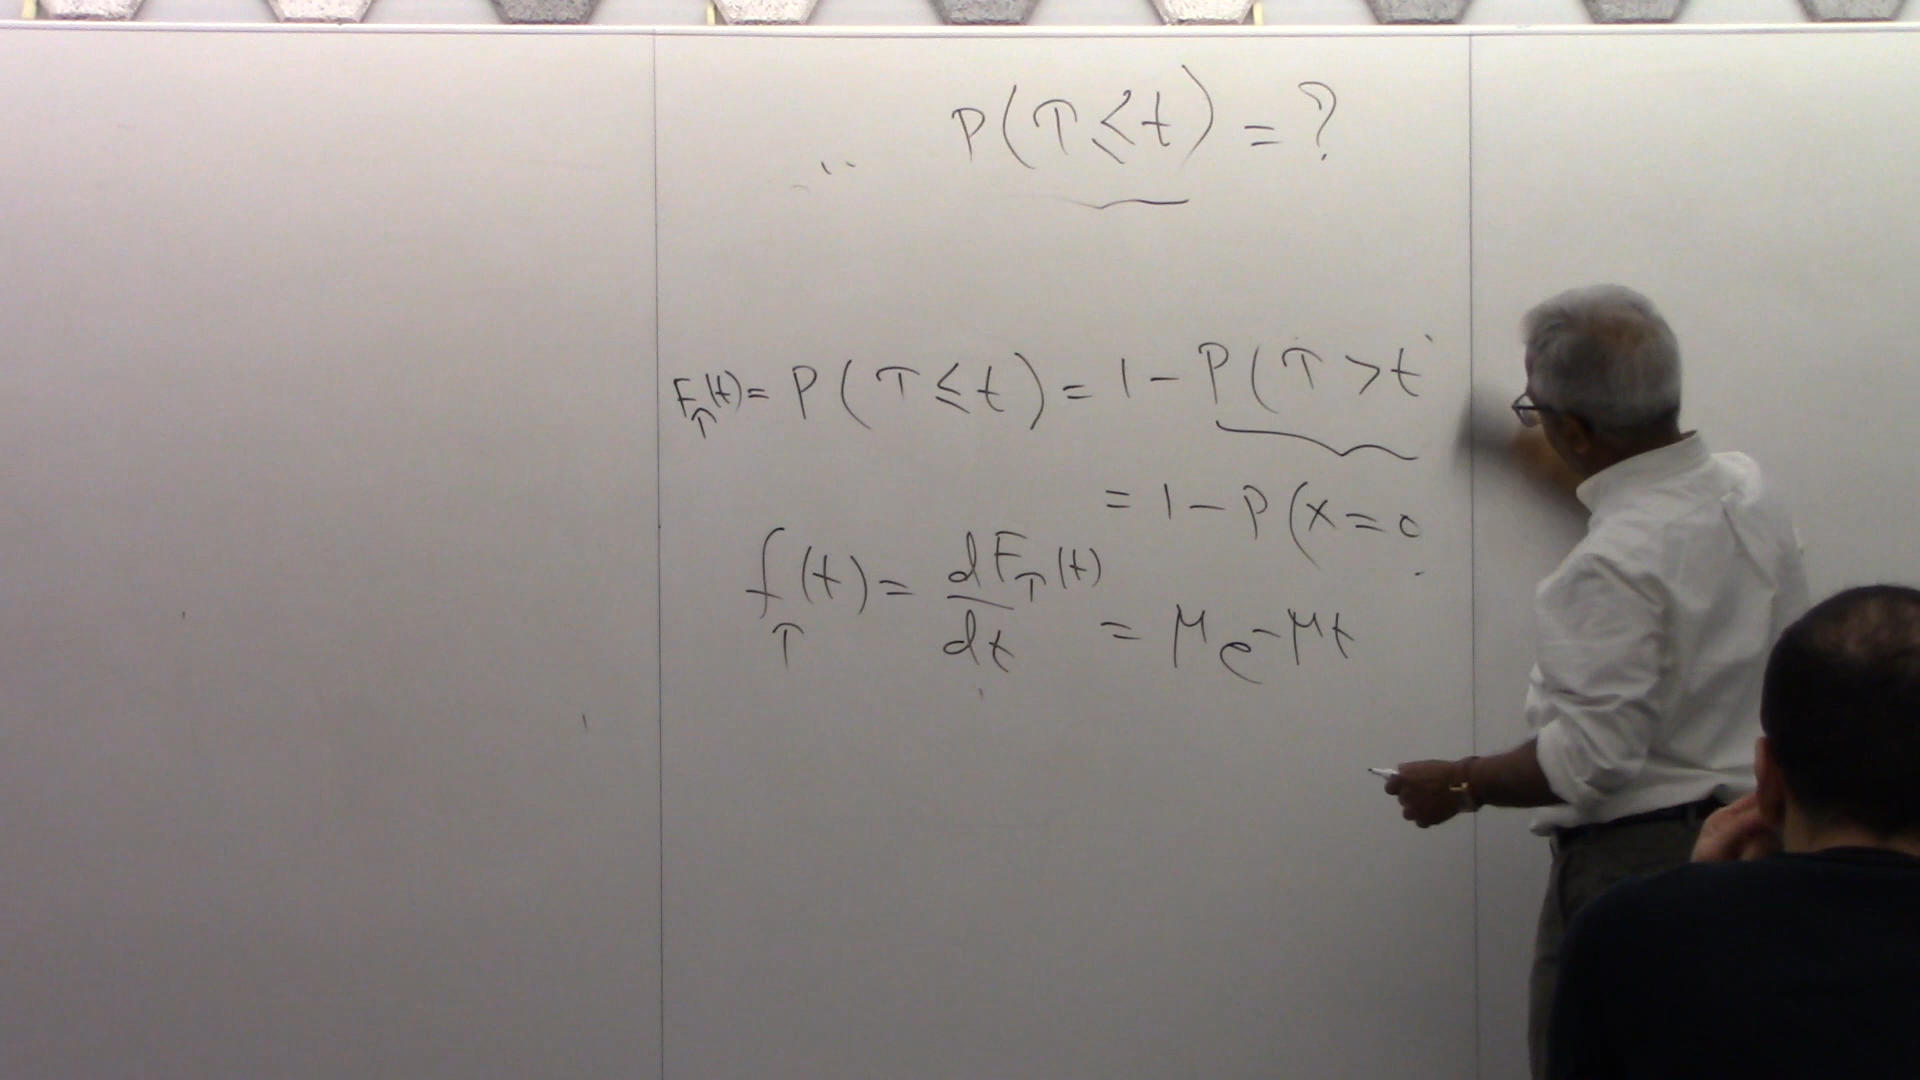 P(T≤t) = ?
F_T(t) = P(T≤t) = 1 - P(T>t
= 1 - P(x=0
f_T(t) = dF_T(t)/dt = μe^-μt